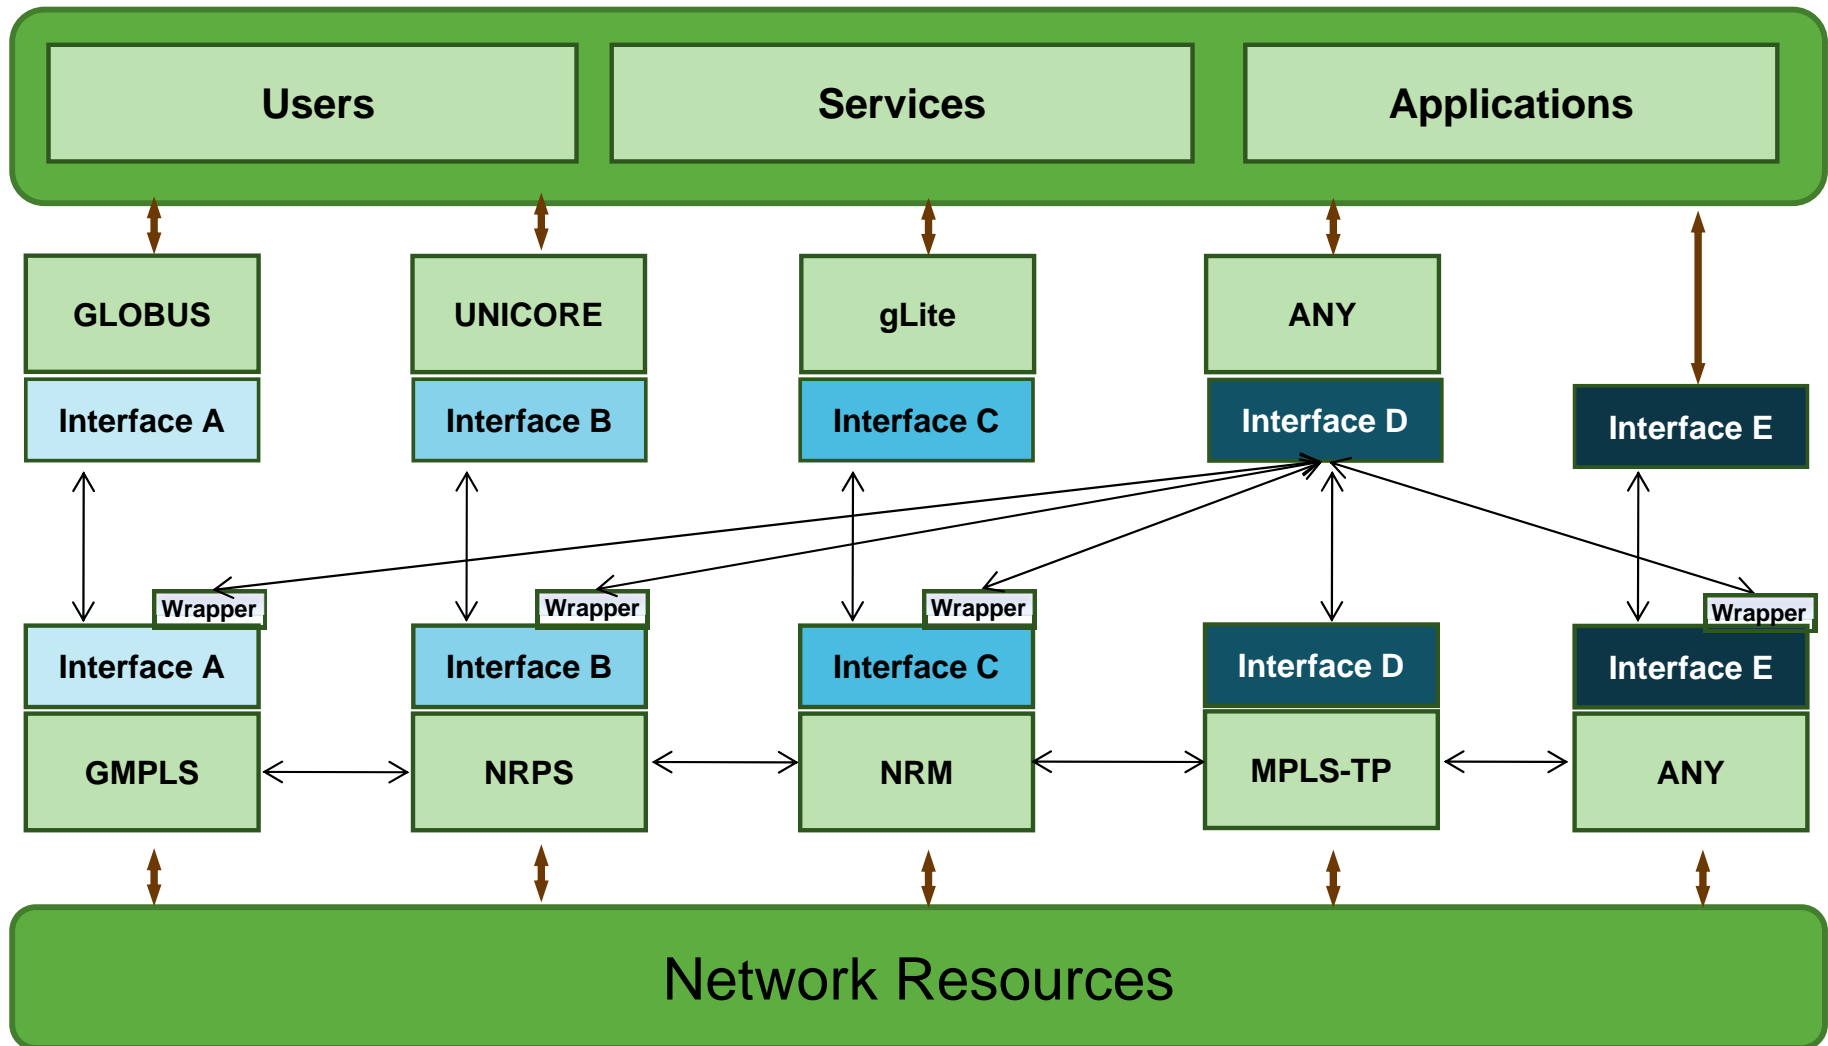 Users
Services
Applications
GLOBUS
UNICORE
gLite
ANY
Interface A
Interface B
Interface C
Interface D
Interface E
Wrapper
Wrapper
Wrapper
Wrapper
Interface A
Interface B
Interface C
Interface D
Interface E
GMPLS
NRPS
NRM
MPLS-TP
ANY
Network Resources